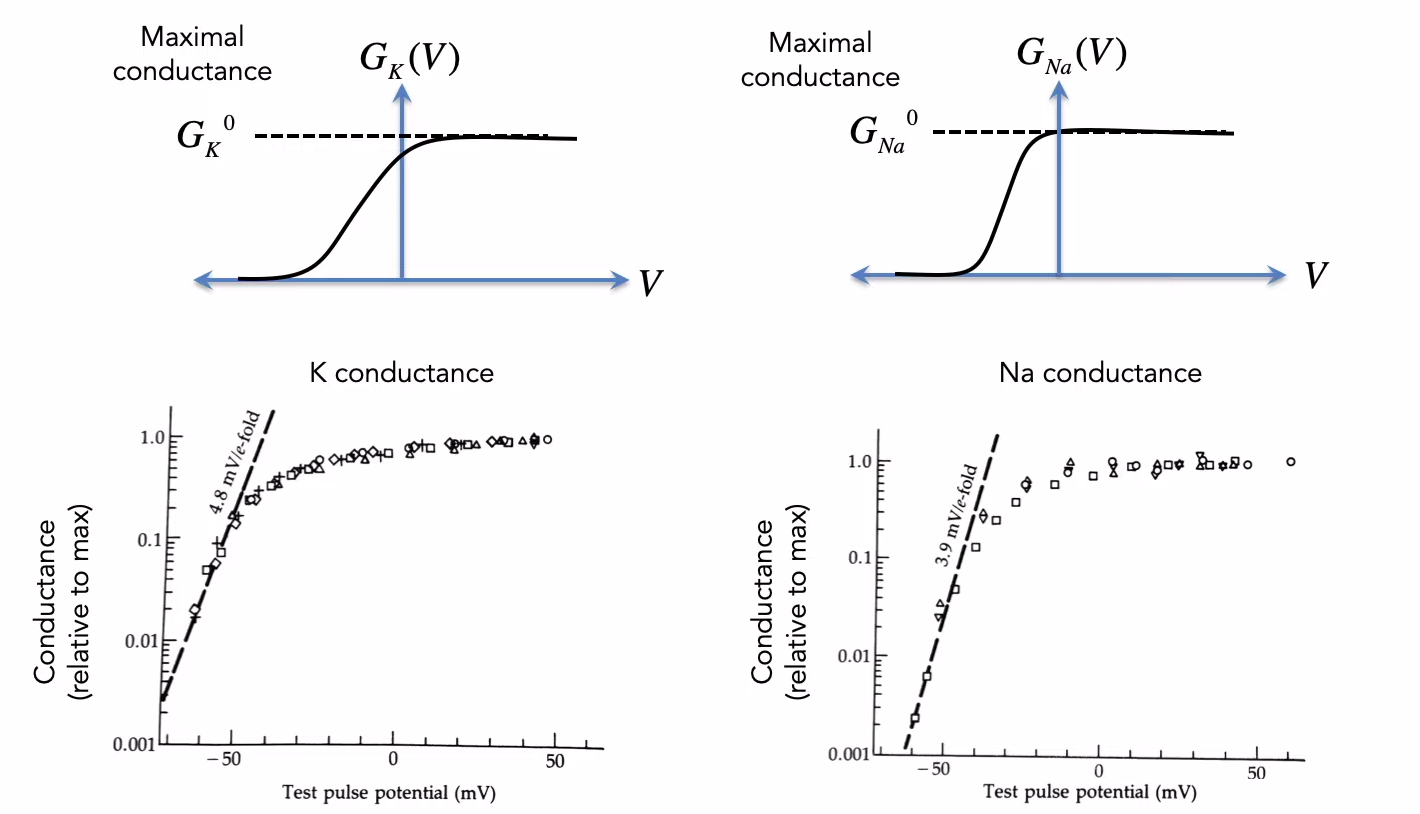 Maximal
conductance
G_K(V)
G_K^0
V
Maximal
conductance
G_Na(V)
G_Na^0
V
K conductance
Conductance
(relative to max)
1.0
0.1
0.01
0.001
4.8 mV/e-fold
−50
0
50
Test pulse potential (mV)
Na conductance
Conductance
(relative to max)
1.0
0.1
0.01
0.001
3.9 mV/e-fold
−50
0
50
Test pulse potential (mV)